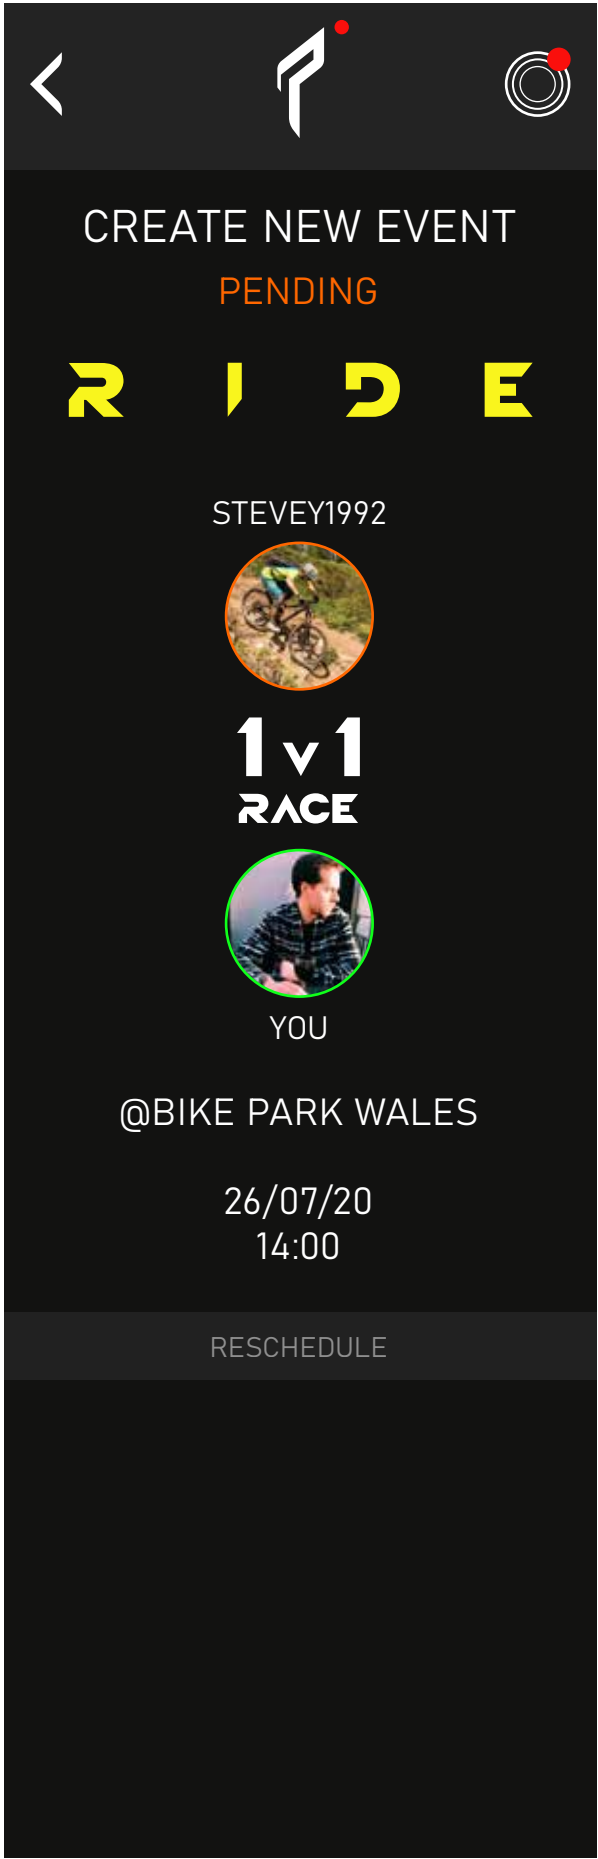 CREATE NEW EVENT
PENDING
RIDE
STEVEY1992
1v1
RACE
YOU
@BIKE PARK WALES
26/07/20
14:00
RESCHEDULE